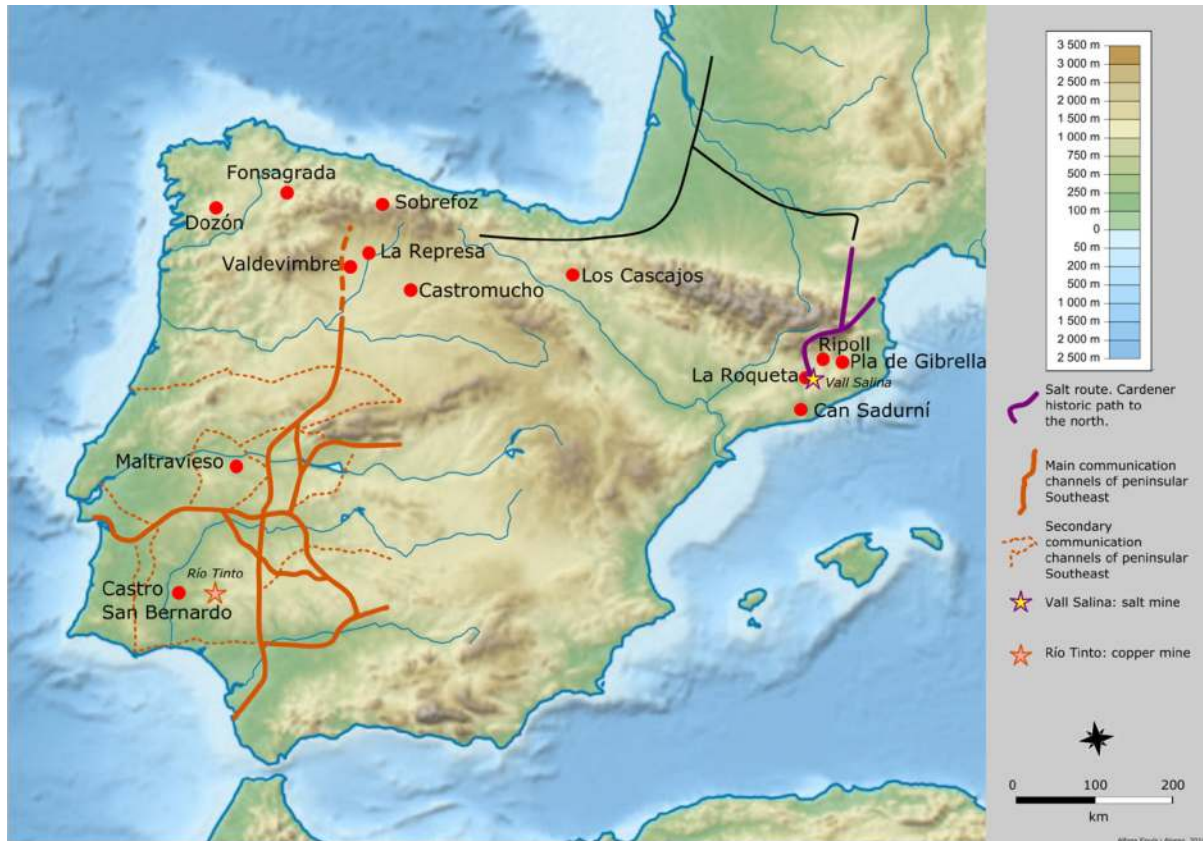 Fonsagrada
Dozón
Sobrefoz
La Represa
Valdevimbre
Castromucho
Los Cascajos
Ripoll
Pla de Gibrella
La Roqueta
Vall Salina
Can Sadurní
Maltravieso
Río Tinto
Castro
San Bernardo
3 500 m
3 000 m
2 500 m
2 000 m
1 500 m
1 000 m
750 m
500 m
250 m
100 m
0
50 m
200 m
500 m
1 000 m
1 500 m
2 000 m
2 500 m
Salt route. Cardener
historic path to
the north.
Main communication
channels of peninsular
Southeast
Secondary
communication
channels of peninsular
Southeast
Vall Salina: salt mine
Río Tinto: copper mine
0 100 200
km